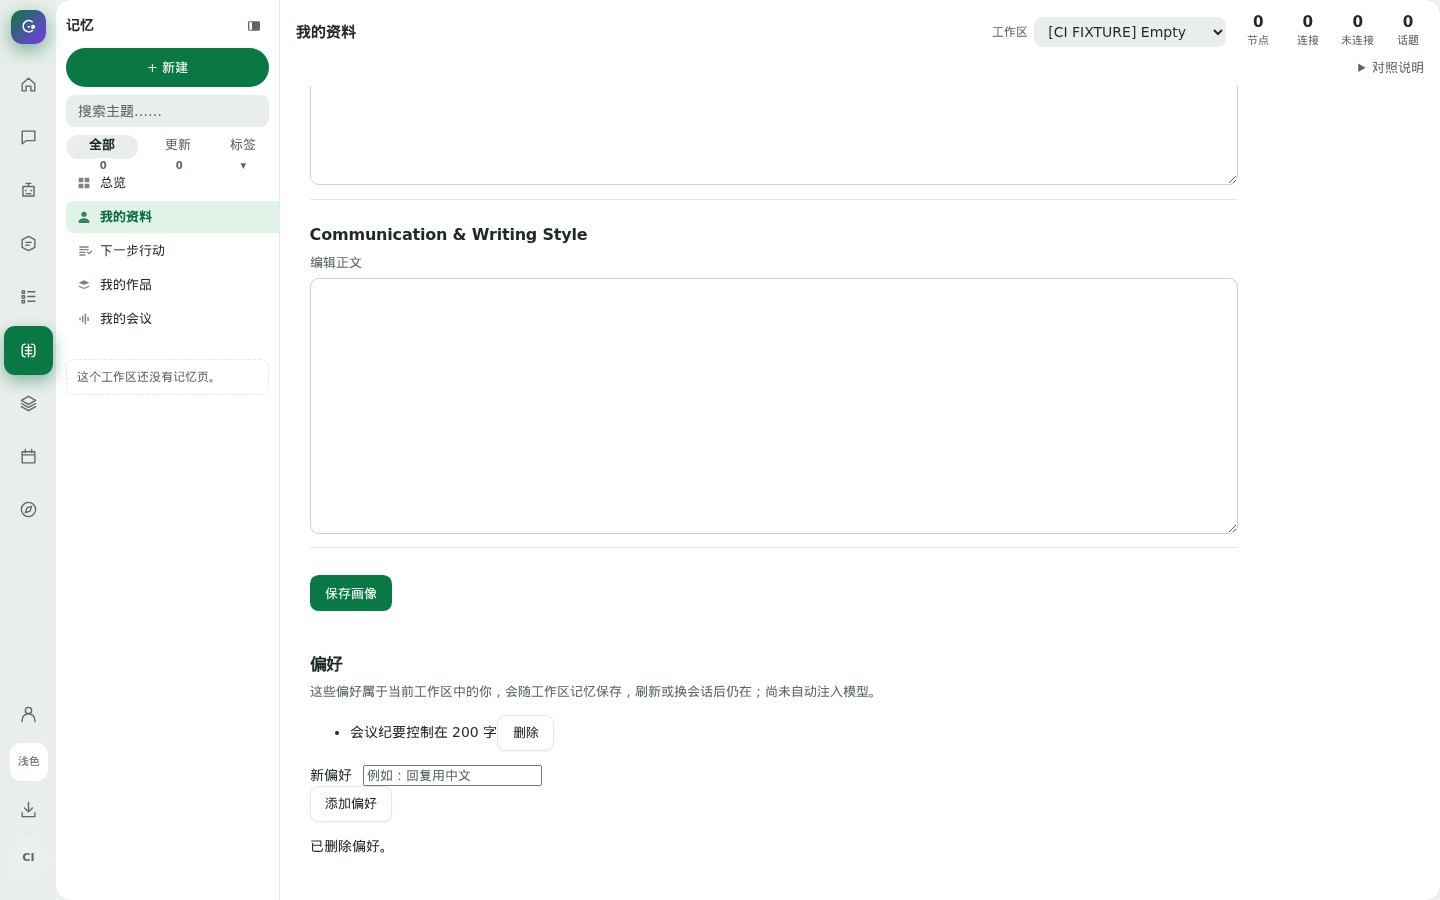 记忆
+ 新建
搜索主题......
全部 更新 标签
0 0 ▾
总览
我的资料
下一步行动
我的作品
我的会议
这个工作区还没有记忆页。
浅色
CI
我的资料
工作区 [CI FIXTURE] Empty
0 0 0 0
节点 连接 未连接 话题
▶ 对照说明
Communication & Writing Style
编辑正文
保存画像
偏好
这些偏好属于当前工作区中的你，会随工作区记忆保存，刷新或换会话后仍在；尚未自动注入模型。
• 会议纪要控制在 200 字 删除
新偏好 例如：回复用中文
添加偏好
已删除偏好。